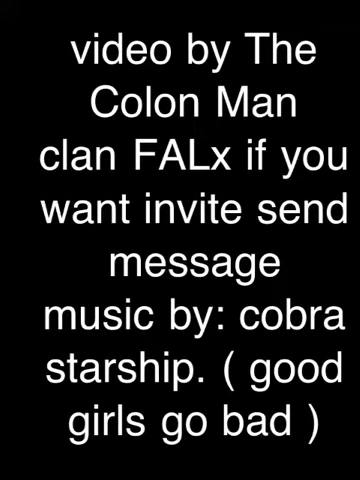 video by The
Colon Man
clan FALx if you
want invite send
message
music by: cobra
starship. ( good
girls go bad )